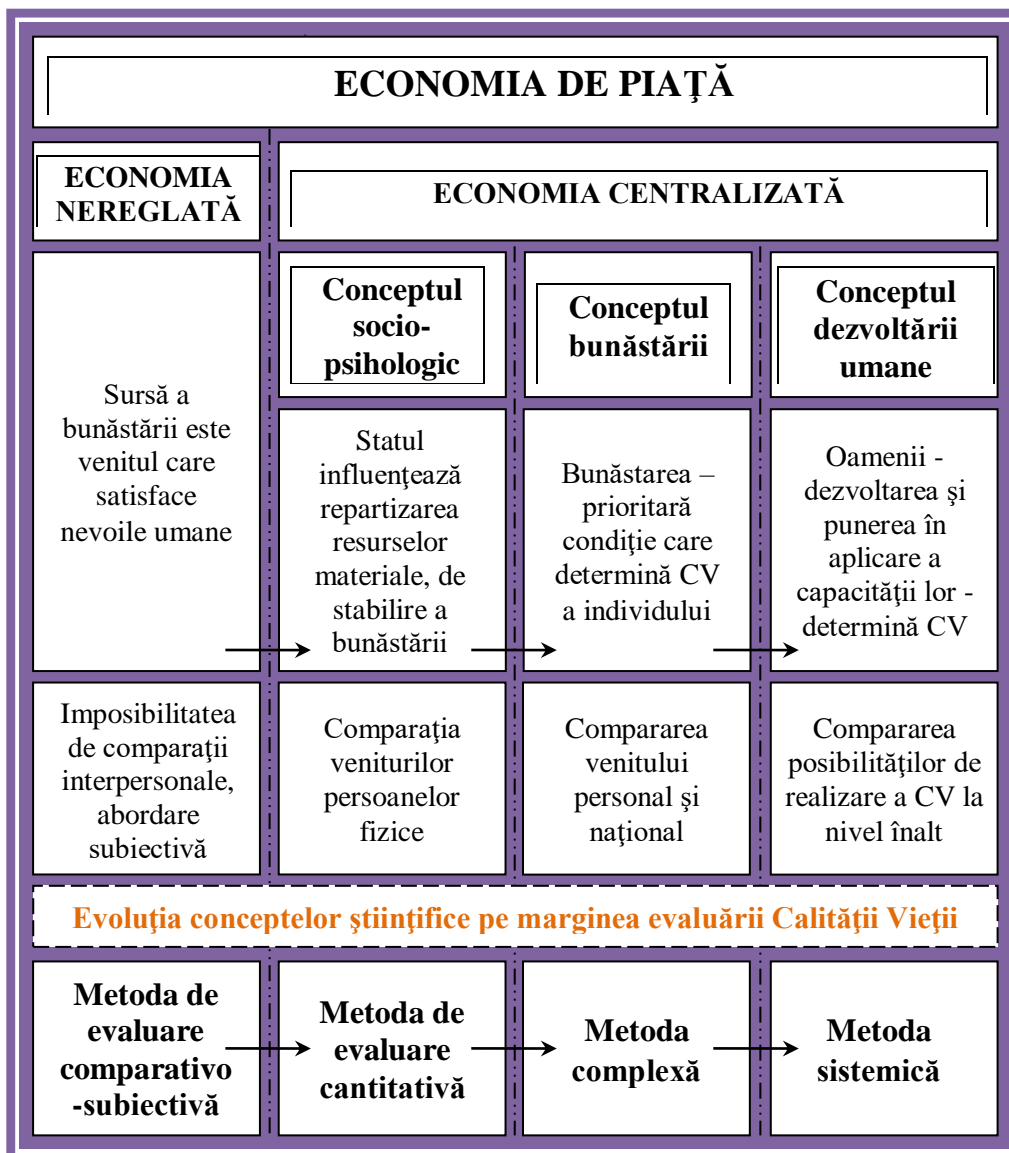 ECONOMIA DE PIAŢĂ
ECONOMIA
NEREGLATĂ
ECONOMIA CENTRALIZATĂ
Sursă a
bunăstării este
venitul care
satisface
nevoile umane
Conceptul
socio-
psihologic
Conceptul
bunăstării
Conceptul
dezvoltării
umane
Statul
influenţează
repartizarea
resurselor
materiale, de
stabilire a
bunăstării
Bunăstarea –
prioritară
condiţie care
determină CV
a individului
Oamenii -
dezvoltarea şi
punerea în
aplicare a
capacităţii lor -
determină CV
Imposibilitatea
de comparaţii
interpersonale,
abordare
subiectivă
Comparaţia
veniturilor
persoanelor
fizice
Compararea
venitului
personal şi
naţional
Compararea
posibilităţilor de
realizare a CV la
nivel înalt
Evoluţia conceptelor ştiinţifice pe marginea evaluării Calităţii Vieţii
Metoda de
evaluare
comparativo
-subiectivă
Metoda de
evaluare
cantitativă
Metoda
complexă
Metoda
sistemică